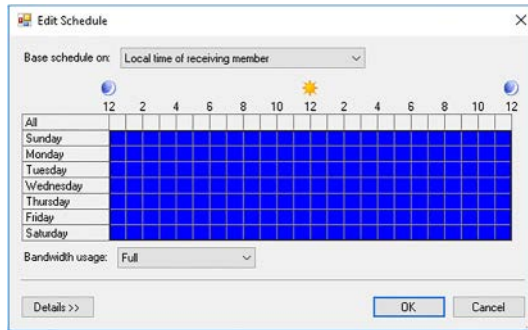 Edit Schedule
Base schedule on: Local time of receiving member
12 2 4 6 8 10 12 2 4 6 8 10 12
All
Sunday
Monday
Tuesday
Wednesday
Thursday
Friday
Saturday
Bandwidth usage: Full
Details >> OK Cancel